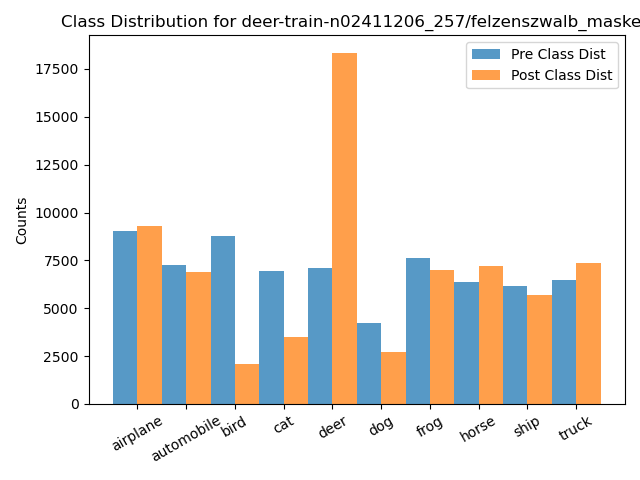 Class Distribution for deer-train-n02411206_257/felzenszwalb_maske
Pre Class Dist
Post Class Dist
Counts
17500
15000
12500
10000
7500
5000
2500
0
airplane
automobile
bird
cat
deer
dog
frog
horse
ship
truck